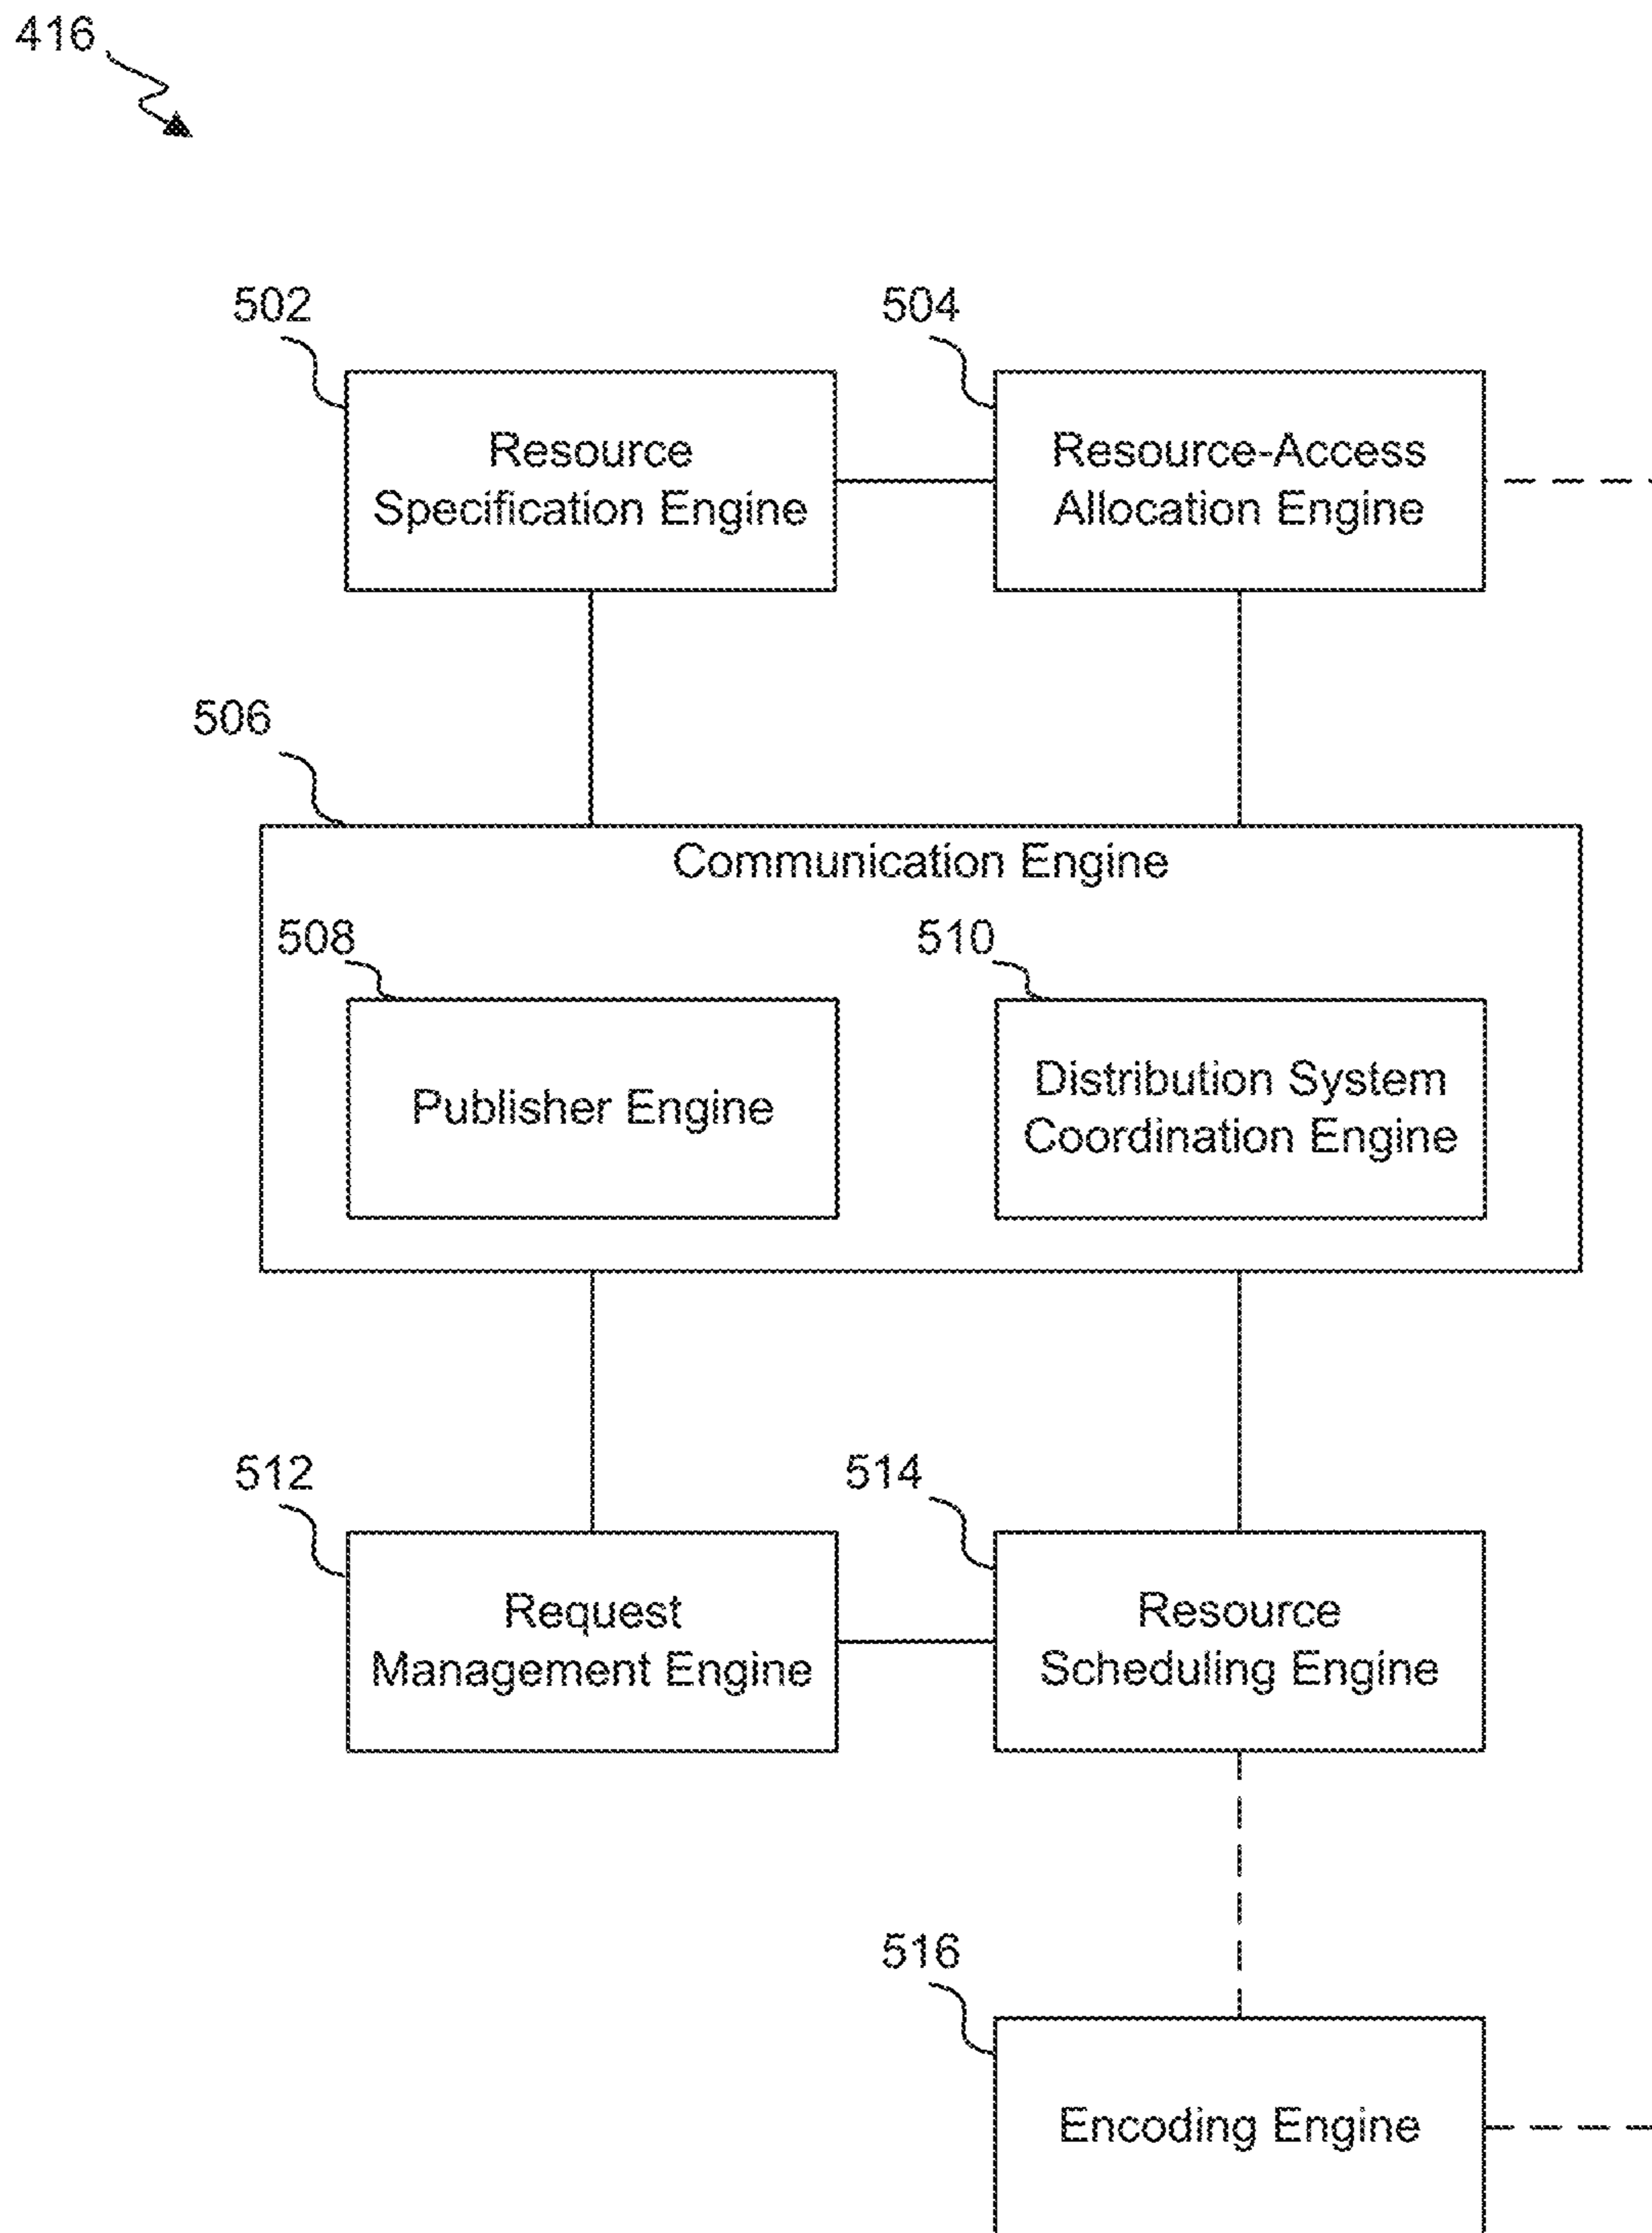 416
502
504
Resource
Specification Engine
Resource-Access
Allocation Engine
506
Communication Engine
508
510
Publisher Engine
Distribution System
Coordination Engine
512
514
Request
Management Engine
Resource
Scheduling Engine
516
Encoding Engine